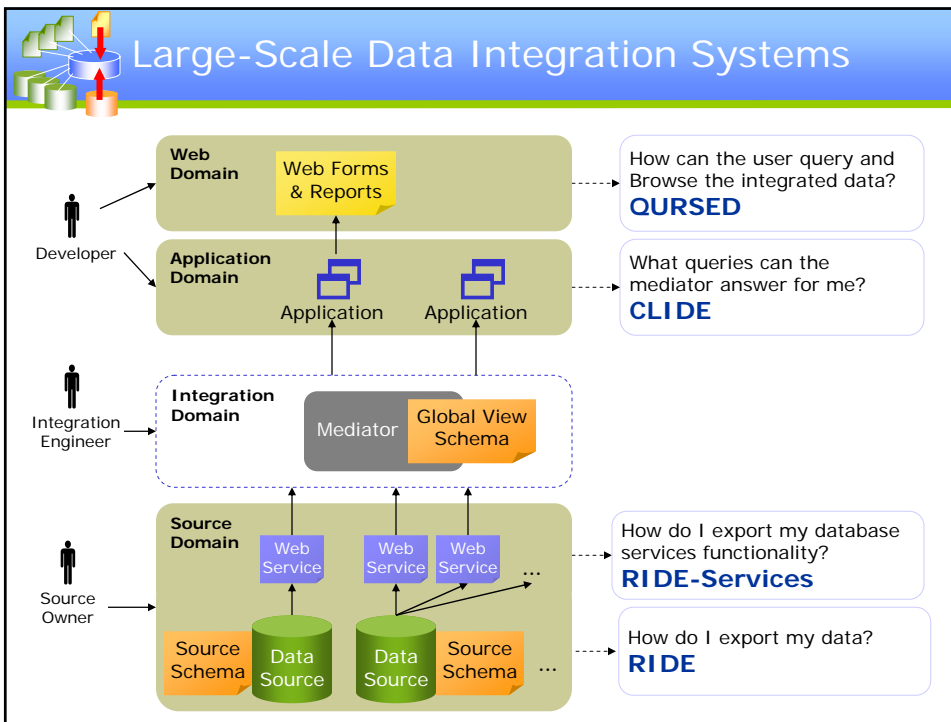 Large-Scale Data Integration Systems
Web
Domain
Web Forms
& Reports
How can the user query and
Browse the integrated data?
QURSED
Developer
Application
Domain
Application
Application
What queries can the
mediator answer for me?
CLIDE
Integration
Engineer
Integration
Domain
Mediator
Global View
Schema
Source
Domain
Web
Service
Web
Service
Web
Service
...
How do I export my database
services functionality?
RIDE-Services
Source
Owner
Source
Schema
Data
Source
Data
Source
Source
Schema
...
How do I export my data?
RIDE